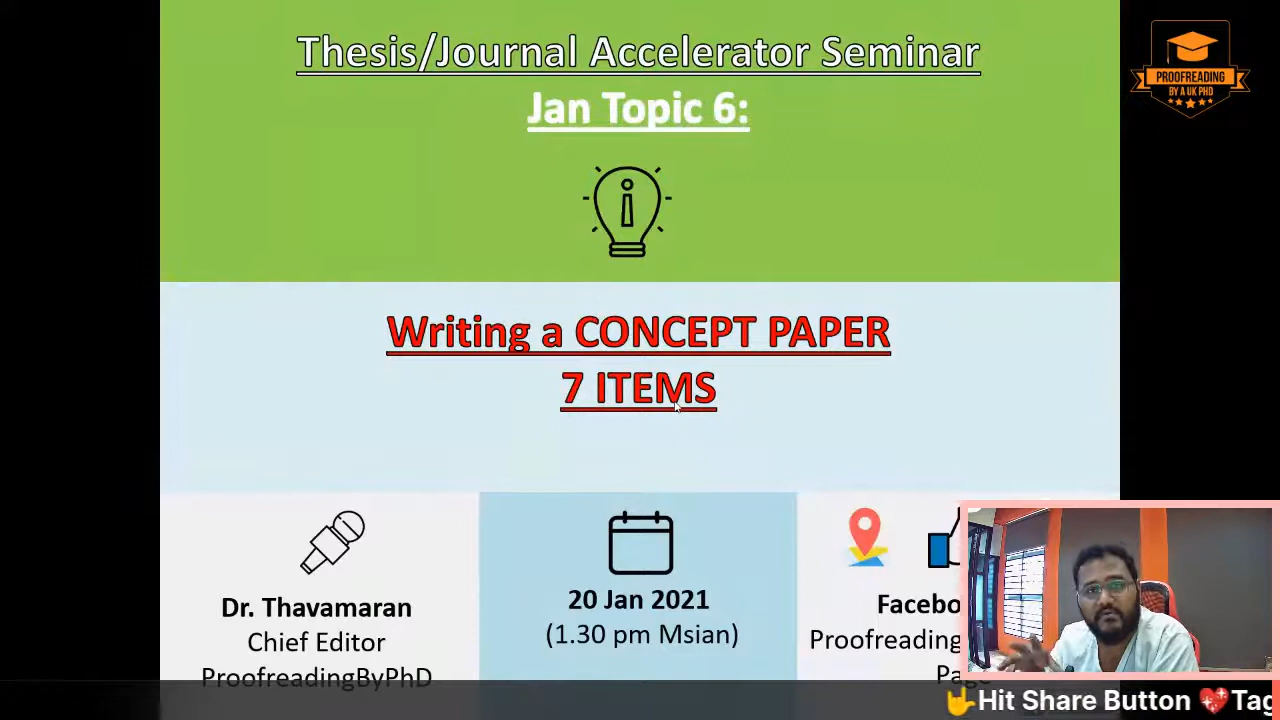 Thesis/Journal Accelerator Seminar
Jan Topic 6:
PROOFREADING
BY A UK PHD
Writing a CONCEPT PAPER
7 ITEMS
Dr. Thavamaran
Chief Editor
ProofreadingByPhD
20 Jan 2021
(1.30 pm Msian)
Facebo
Proofreading
Pag
🤟Hit Share Button 💖Tag